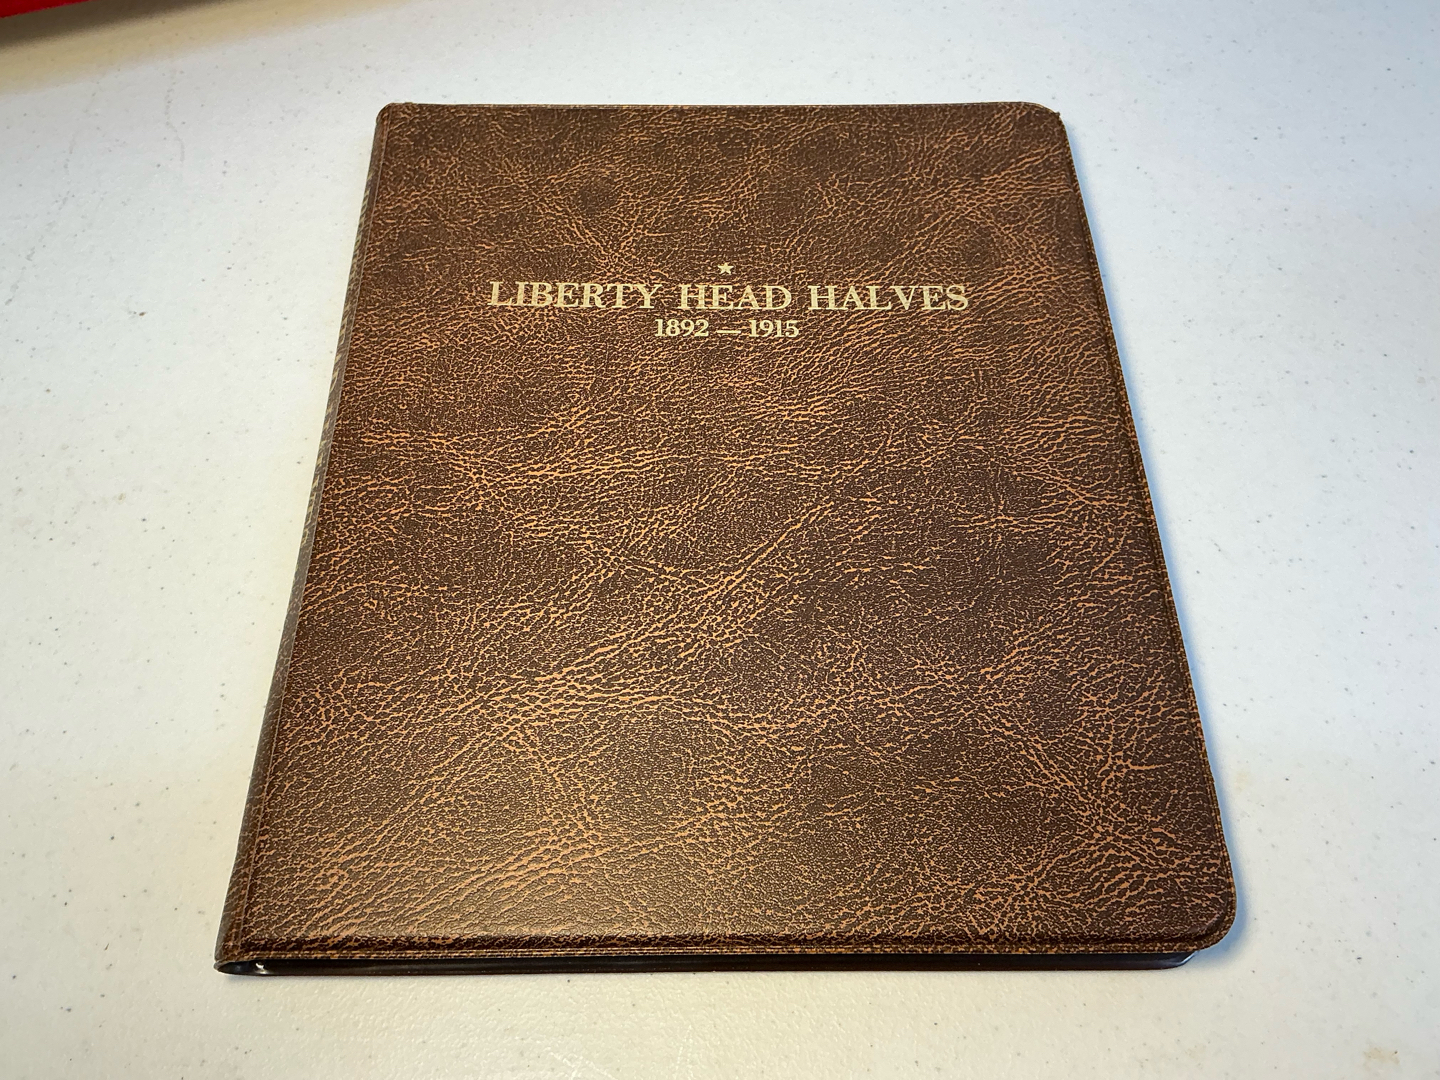 LIBERTY HEAD HALVES
1892 — 1915